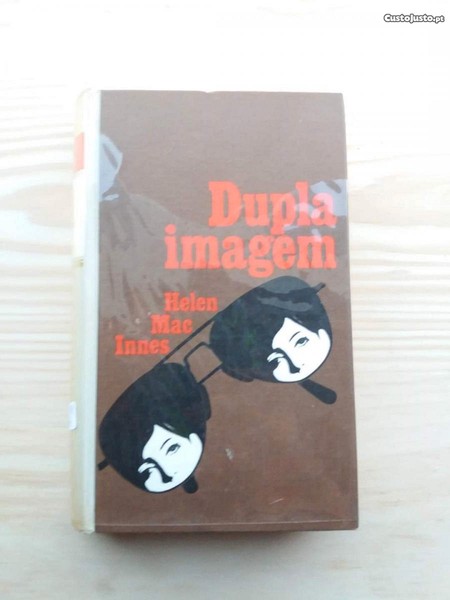 CustoJusto.pt
Dupla
imagem
Helen
Mac
Innes